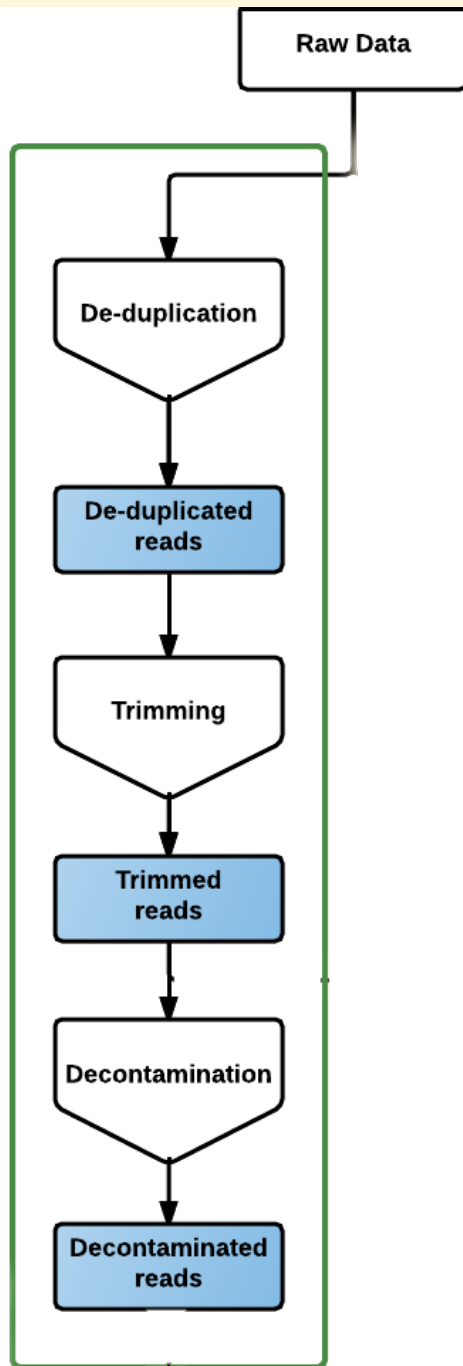 Raw Data
De-duplication
De-duplicated
reads
Trimming
Trimmed
reads
Decontamination
Decontaminated
reads